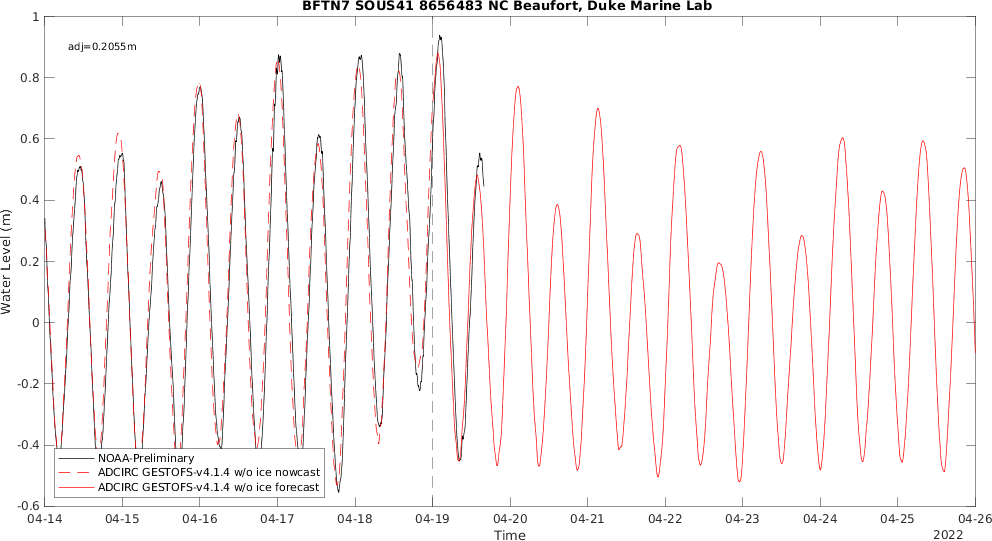 BFTN7 SOUS41 8656483 NC Beaufort, Duke Marine Lab
adj=0.2055m
1
0.8
0.6
0.4
0.2
0
-0.2
-0.4
-0.6
Water Level (m)
NOAA-Preliminary
ADCIRC GESTOFS-v4.1.4 w/o ice nowcast
ADCIRC GESTOFS-v4.1.4 w/o ice forecast
04-14 04-15 04-16 04-17 04-18 04-19 04-20 04-21 04-22 04-23 04-24 04-25 04-26
Time
2022